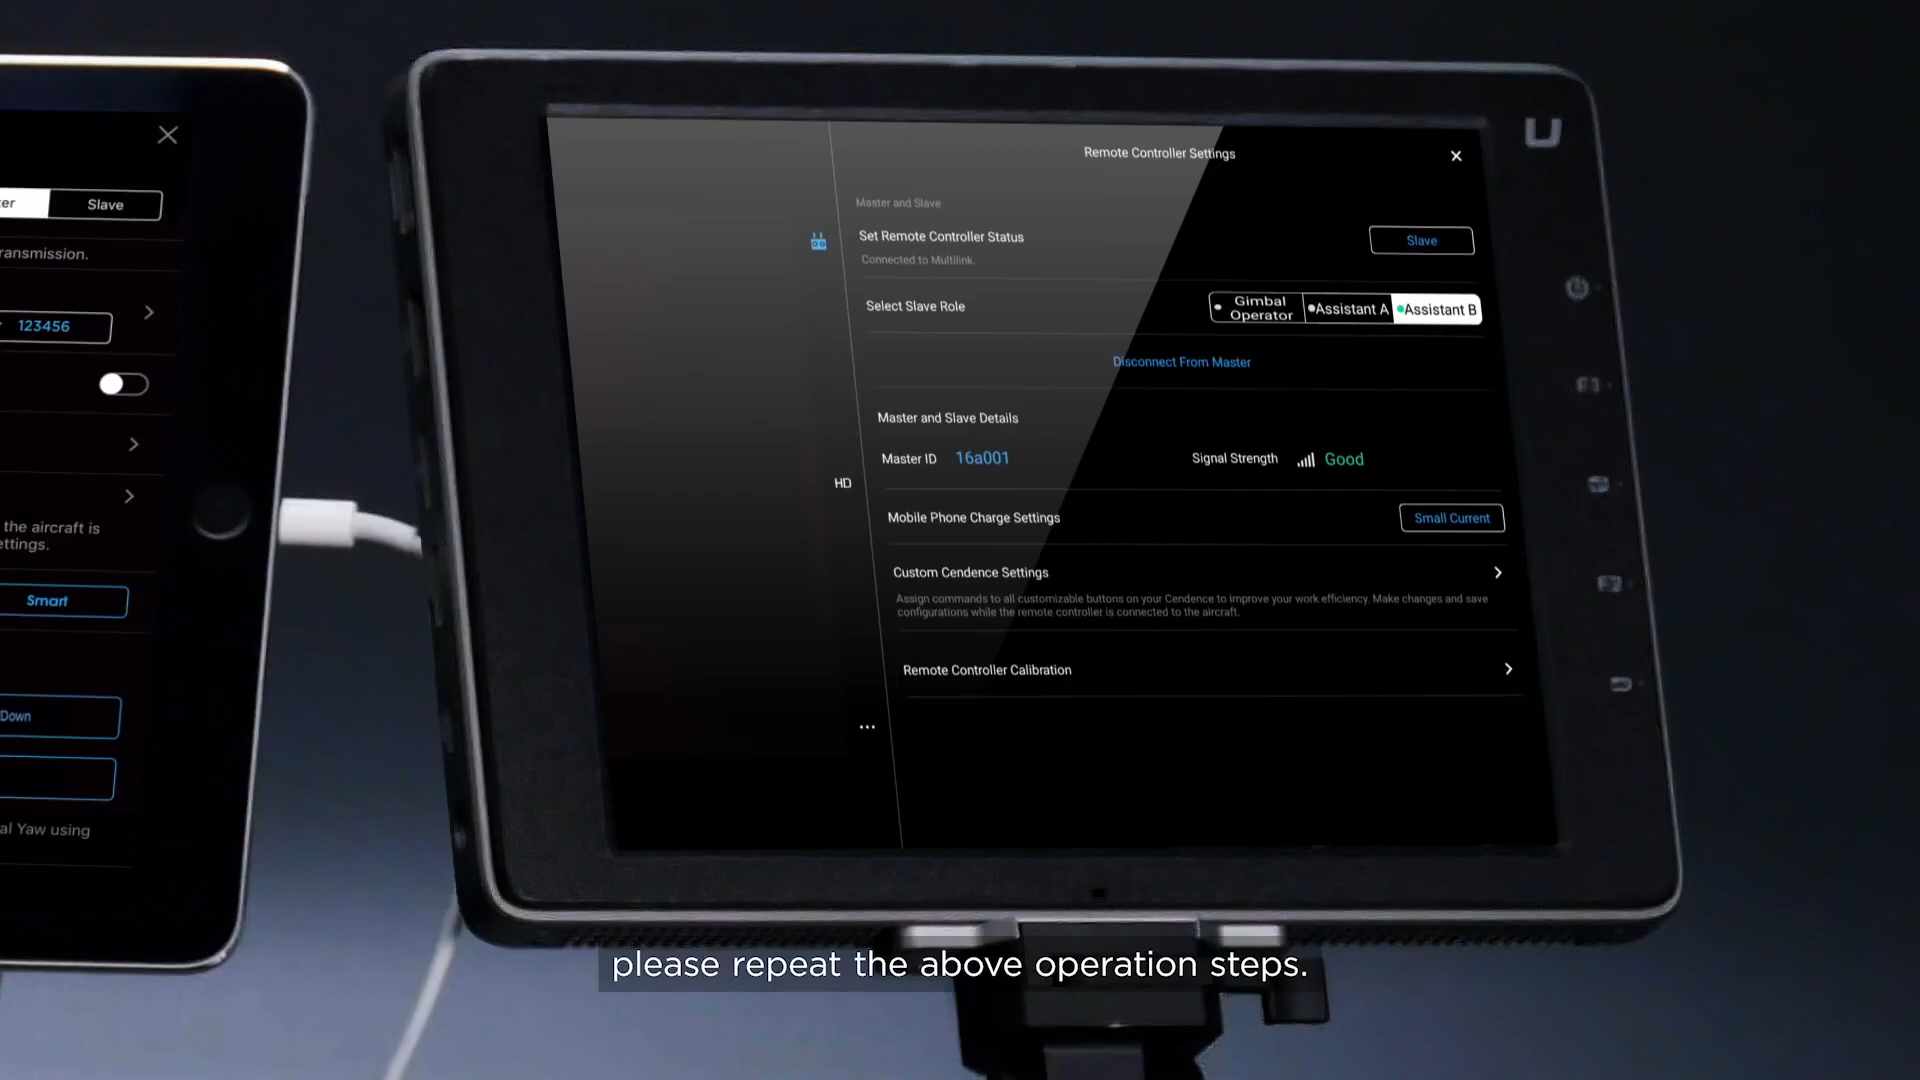 er
Slave
ransmission.
123456
the aircraft is
ettings.
Smart
Down
al Yaw using
Remote Controller Settings
Master and Slave
Set Remote Controller Status
Slave
Connected to Multilink.
Select Slave Role
Gimbal
Operator
Assistant A
Assistant B
Disconnect From Master
Master and Slave Details
Master ID 16a001
Signal Strength Good
HD
Mobile Phone Charge Settings
Small Current
Custom Cendence Settings
Assign commands to all customizable buttons on your Cendence to improve your work efficiency. Make changes and save
configurations while the remote controller is connected to the aircraft.
Remote Controller Calibration
please repeat the above operation steps.